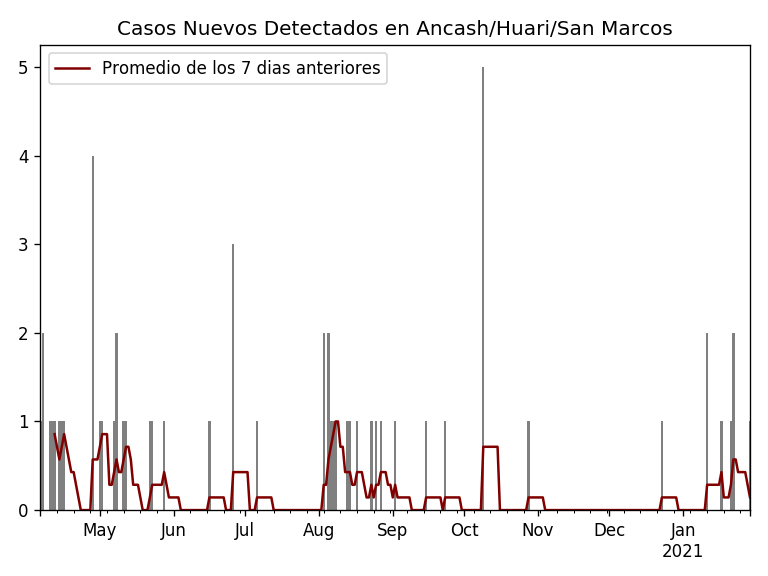 Casos Nuevos Detectados en Ancash/Huari/San Marcos
Promedio de los 7 dias anteriores
5
4
3
2
1
0
May Jun Jul Aug Sep Oct Nov Dec Jan
2021